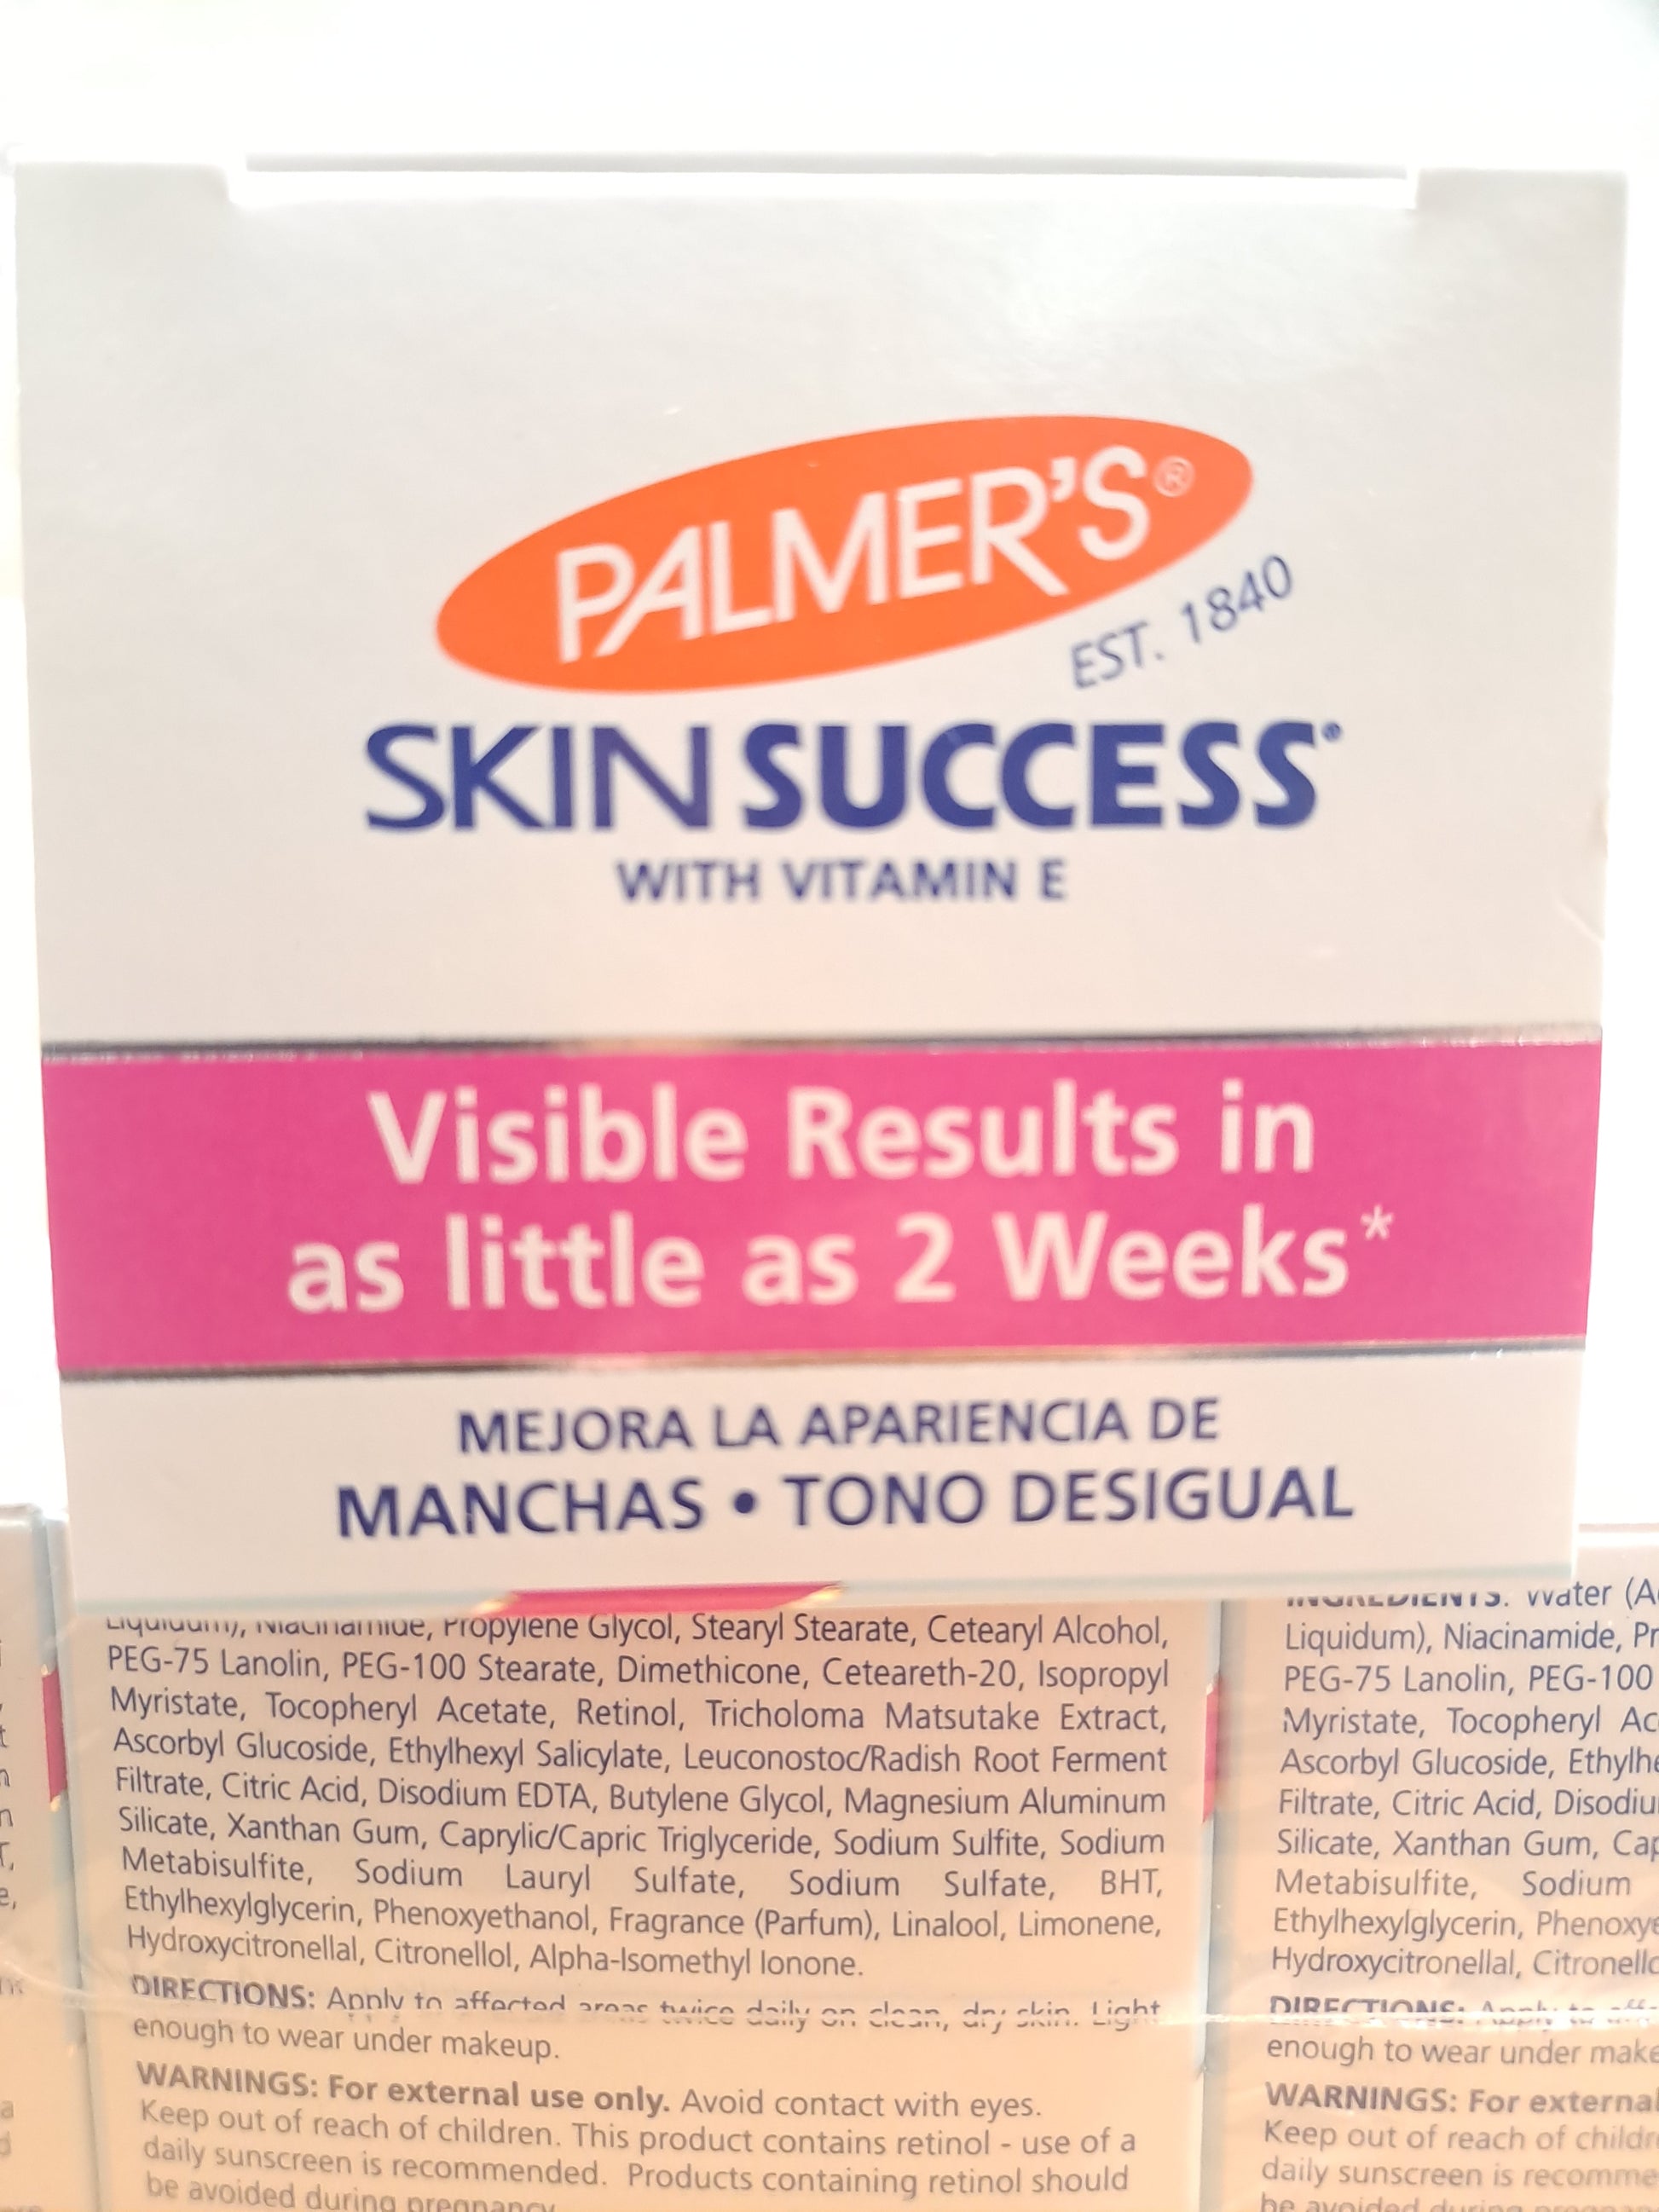 PALMER'S®
EST. 1840
SKIN SUCCESS
WITH VITAMIN E
Visible Results in
as little as 2 Weeks*
MEJORA LA APARIENCIA DE
MANCHAS • TONO DESIGUAL
Liquidum), Niacinamide, Propylene Glycol, Stearyl Stearate, Cetearyl Alcohol,
PEG-75 Lanolin, PEG-100 Stearate, Dimethicone, Ceteareth-20, Isopropyl
Myristate, Tocopheryl Acetate, Retinol, Tricholoma Matsutake Extract,
Ascorbyl Glucoside, Ethylhexyl Salicylate, Leuconostoc/Radish Root Ferment
Filtrate, Citric Acid, Disodium EDTA, Butylene Glycol, Magnesium Aluminum
Silicate, Xanthan Gum, Caprylic/Capric Triglyceride, Sodium Sulfite, Sodium
Metabisulfite, Sodium Lauryl Sulfate, Sodium Sulfate, BHT,
Ethylhexylglycerin, Phenoxyethanol, Fragrance (Parfum), Linalool, Limonene,
Hydroxycitronellal, Citronellol, Alpha-Isomethyl Ionone.
DIRECTIONS: Apply to affected areas twice daily on clean, dry skin. Light
enough to wear under makeup.
WARNINGS: For external use only. Avoid contact with eyes.
Keep out of reach of children. This product contains retinol - use of a
daily sunscreen is recommended. Products containing retinol should
be avoided during pregnancy
INGREDIENTS: Water
Liquidum), Niacinamide,
PEG-75 Lanolin, PEG-100
Myristate, Tocopheryl
Ascorbyl Glucoside,
Filtrate, Citric Acid,
Silicate, Xanthan Gum,
Metabisulfite, Sodium
Ethylhexylglycerin,
Hydroxycitronellal,
DIRECTIONS: Apply to
enough to wear under
WARNINGS: For external
Keep out of reach of
daily sunscreen is
be avoided during